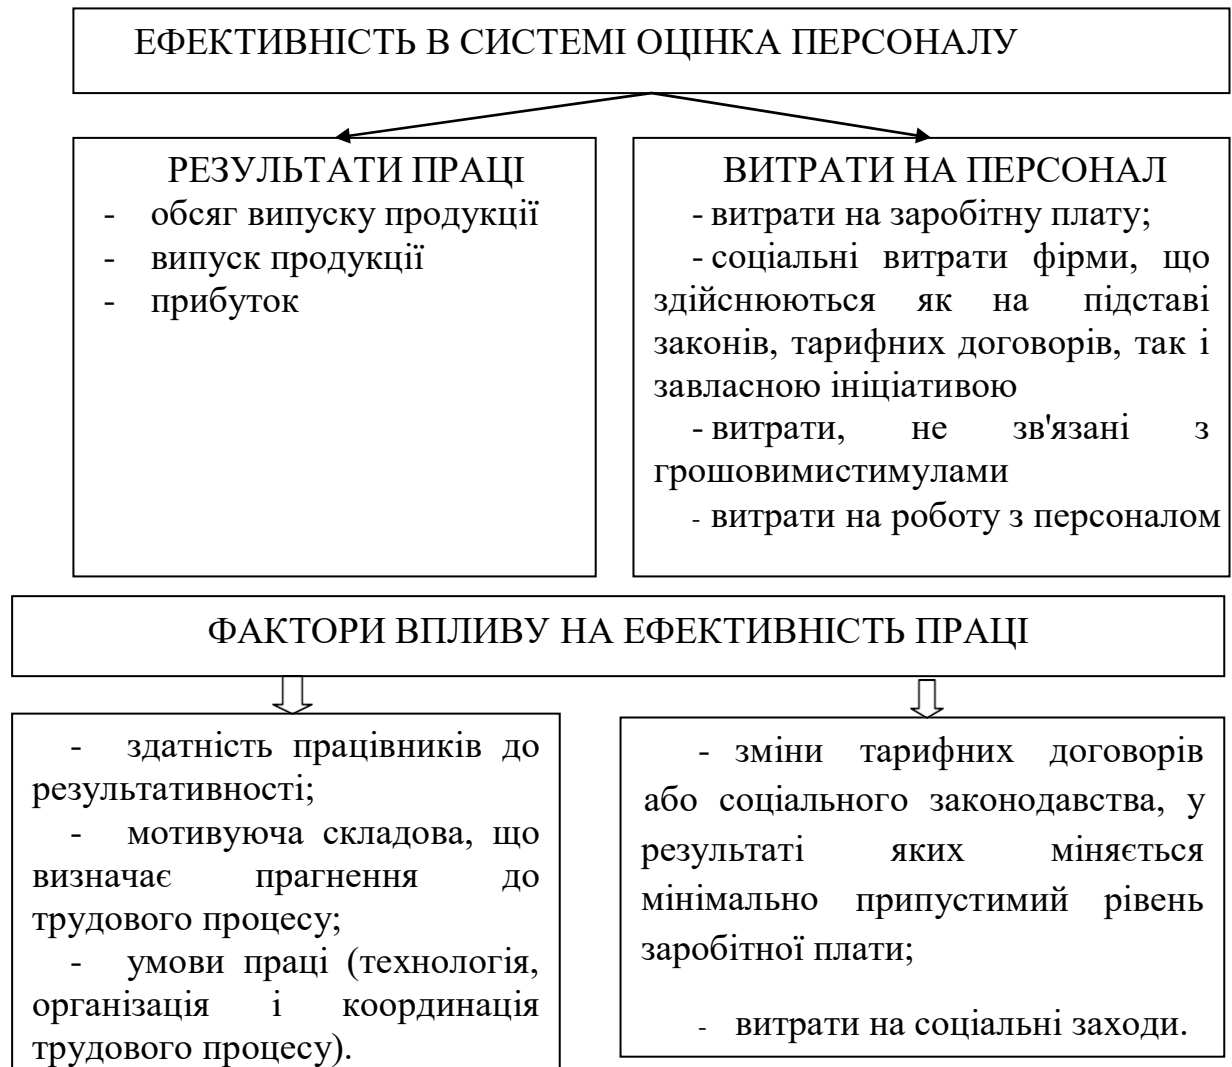 ЕФЕКТИВНІСТЬ В СИСТЕМІ ОЦІНКА ПЕРСОНАЛУ
РЕЗУЛЬТАТИ ПРАЦІ
- обсяг випуску продукції
- випуск продукції
- прибуток
ВИТРАТИ НА ПЕРСОНАЛ
- витрати на заробітну плату;
- соціальні витрати фірми, що
здійснюються як на підставі
законів, тарифних договорів, так і
завласною ініціативою
- витрати, не зв'язані з
грошовимистимулами
- витрати на роботу з персоналом
ФАКТОРИ ВПЛИВУ НА ЕФЕКТИВНІСТЬ ПРАЦІ
- здатність працівників до
результативності;
- мотивуюча складова, що
визначає прагнення до
трудового процесу;
- умови праці (технологія,
організація і координація
трудового процесу).
- зміни тарифних договорів
або соціального законодавства, у
результаті яких міняється
мінімально припустимий рівень
заробітної плати;
- витрати на соціальні заходи.